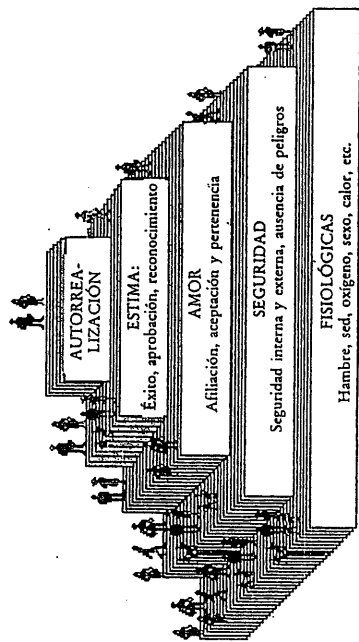 AUTORREA-
LIZACIÓN
ESTIMA:
Éxito, aprobación, reconocimiento
AMOR
Afiliación, aceptación y pertenencia
SEGURIDAD
Seguridad interna y externa, ausencia de peligros
FISIOLÓGICAS
Hambre, sed, oxígeno, sexo, calor, etc.